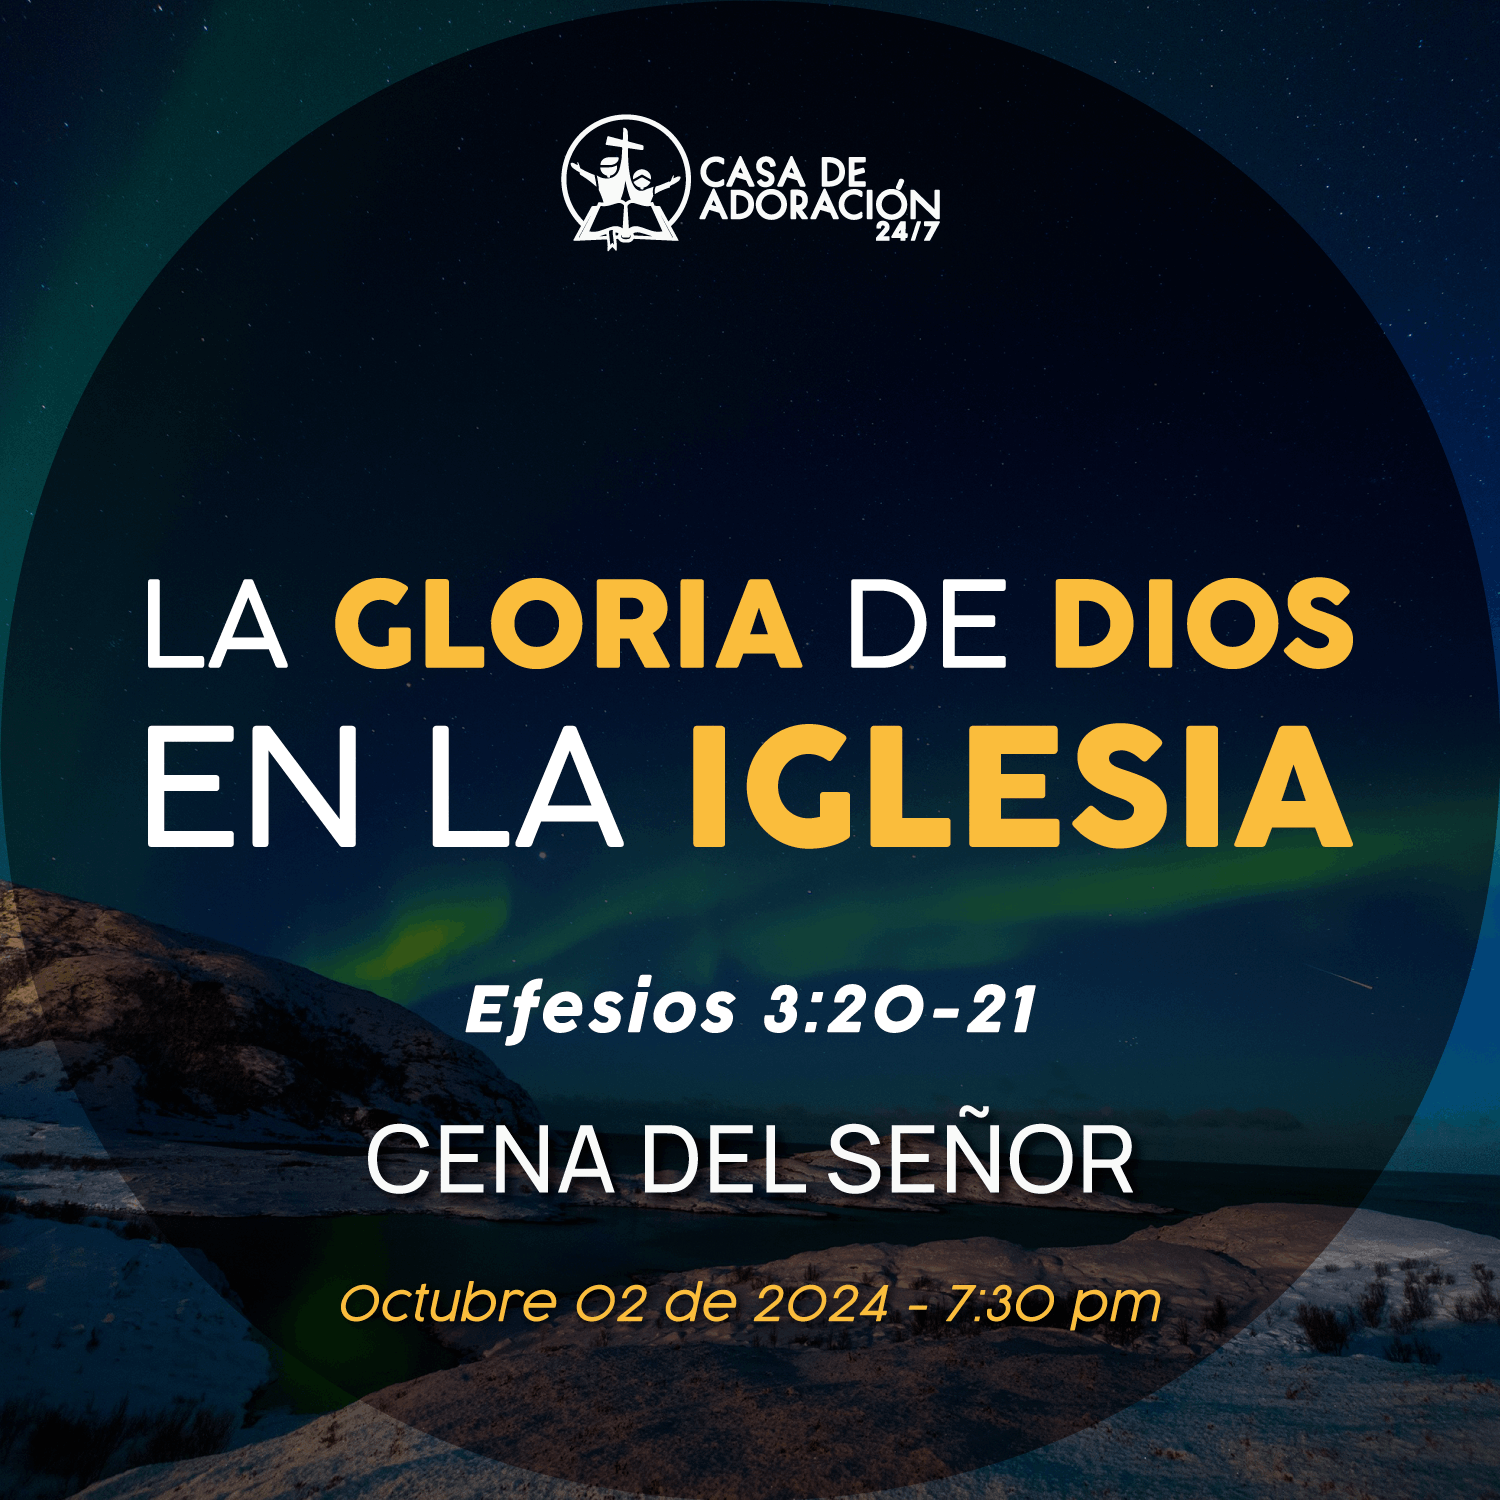 CASA DE
ADORACIÓN
24/7
LA GLORIA DE DIOS
EN LA IGLESIA
Efesios 3:20-21
CENA DEL SEÑOR
Octubre 02 de 2024 - 7:30 pm